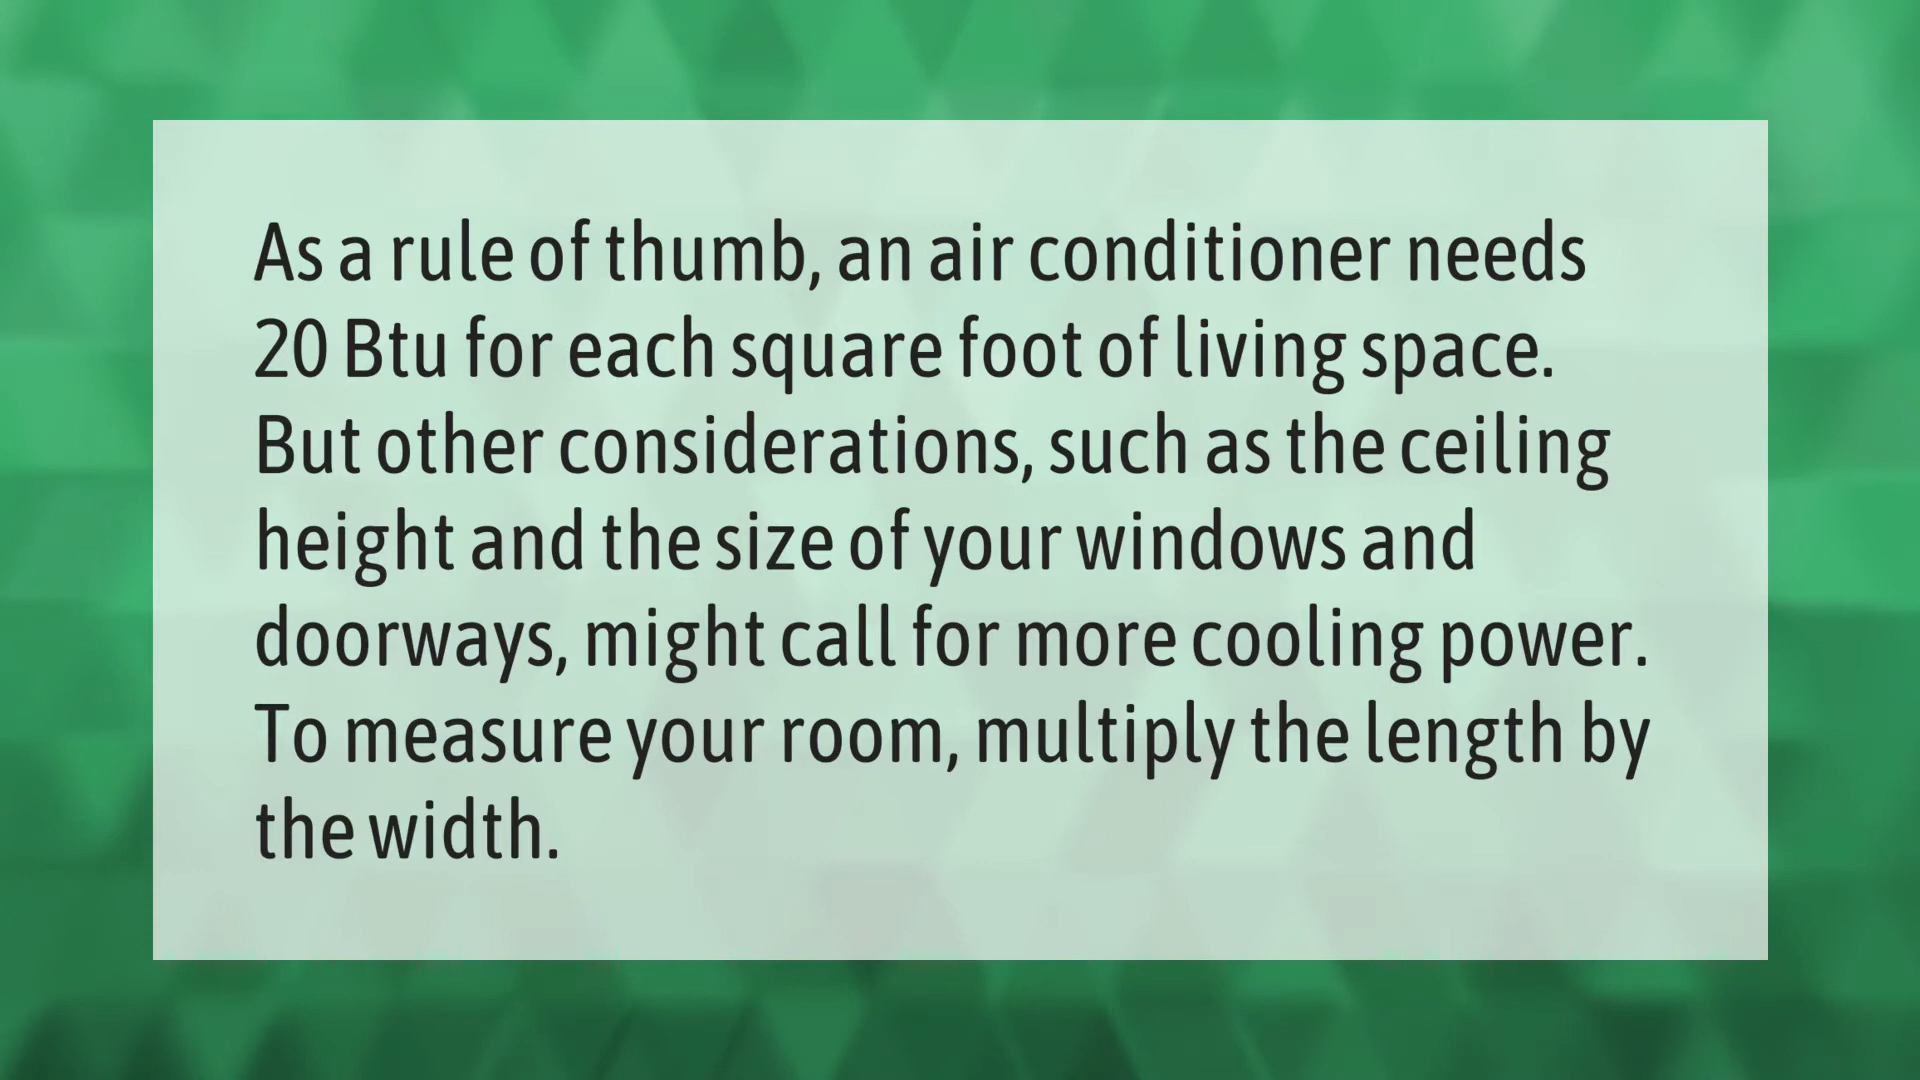 As a rule of thumb, an air conditioner needs
20 Btu for each square foot of living space.
But other considerations, such as the ceiling
height and the size of your windows and
doorways, might call for more cooling power.
To measure your room, multiply the length by
the width.